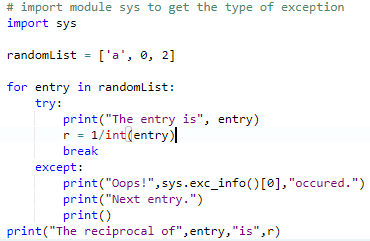 # import module sys to get the type of exception
import sys

randomList = ['a', 0, 2]

for entry in randomList:
    try:
        print("The entry is", entry)
        r = 1/int(entry)
        break
    except:
        print("Oops!",sys.exc_info()[0],"occured.")
        print("Next entry.")
        print()
print("The reciprocal of",entry,"is",r)